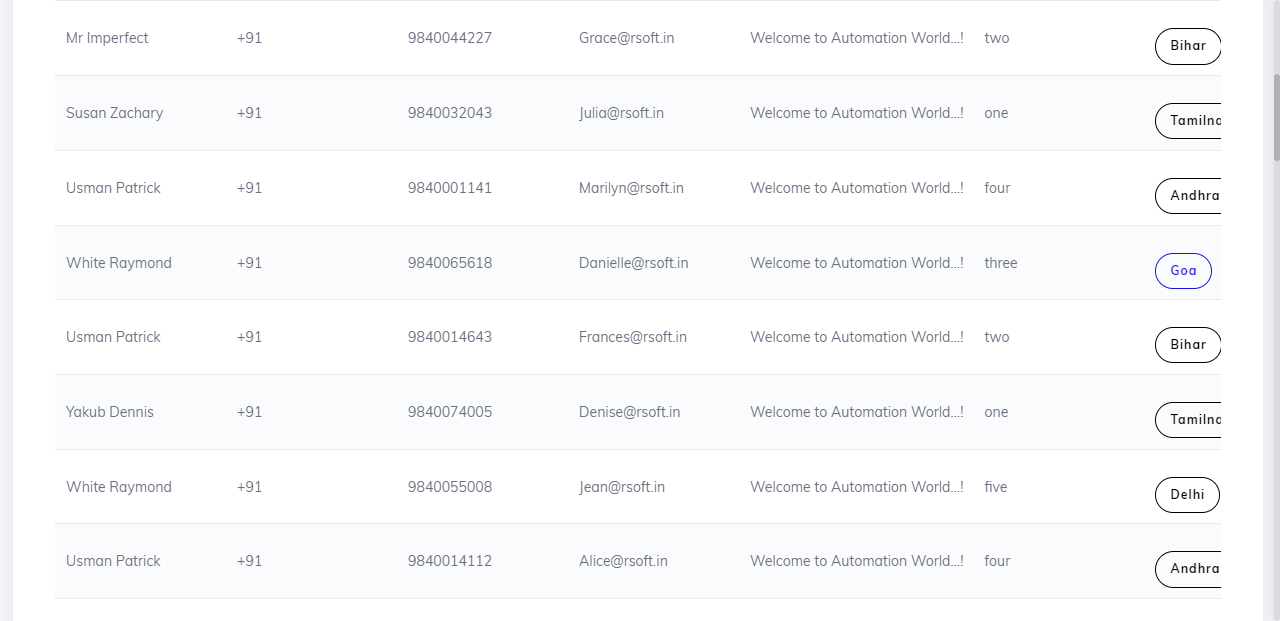 Mr Imperfect +91 9840044227 Grace@rsoft.in Welcome to Automation World...! two Bihar
Susan Zachary +91 9840032043 Julia@rsoft.in Welcome to Automation World...! one Tamilna
Usman Patrick +91 9840001141 Marilyn@rsoft.in Welcome to Automation World...! four Andhra
White Raymond +91 9840065618 Danielle@rsoft.in Welcome to Automation World...! three Goa
Usman Patrick +91 9840014643 Frances@rsoft.in Welcome to Automation World...! two Bihar
Yakub Dennis +91 9840074005 Denise@rsoft.in Welcome to Automation World...! one Tamilna
White Raymond +91 9840055008 Jean@rsoft.in Welcome to Automation World...! five Delhi
Usman Patrick +91 9840014112 Alice@rsoft.in Welcome to Automation World...! four Andhra